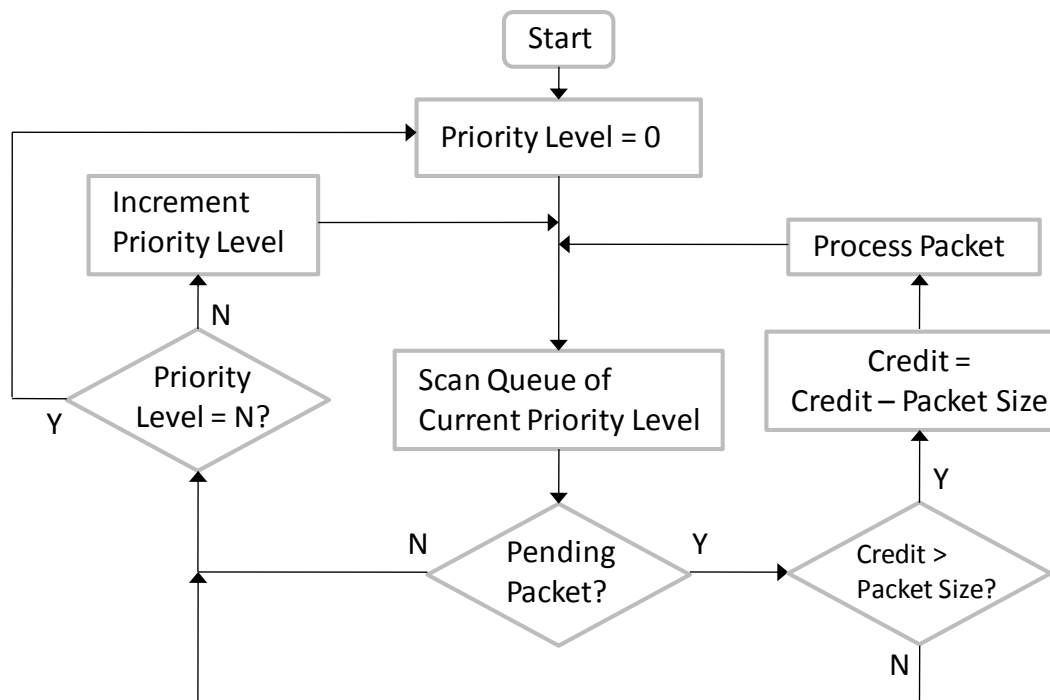 Start
Priority Level = 0
Increment
Priority Level
Process Packet
N
Priority
Level = N?
Y
Scan Queue of
Current Priority Level
Credit =
Credit – Packet Size
Y
N
Pending
Packet?
Y
Credit >
Packet Size?
N